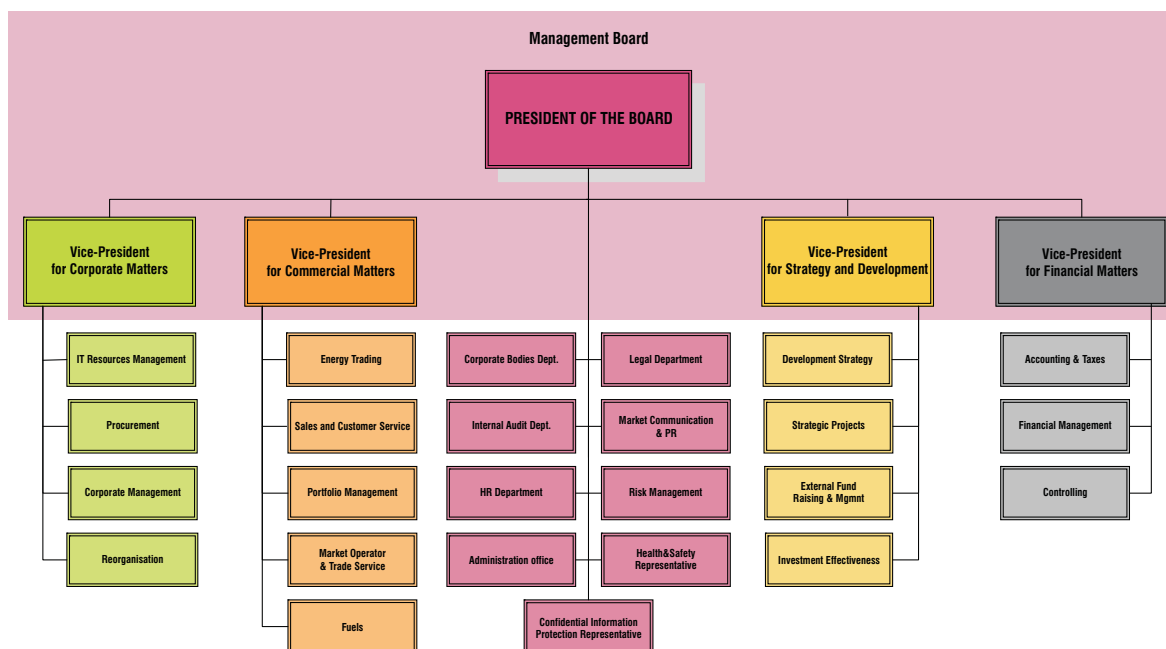 Management Board
PRESIDENT OF THE BOARD
Vice-President
for Corporate Matters
Vice-President
for Commercial Matters
Vice-President
for Strategy and Development
Vice-President
for Financial Matters
IT Resources Management
Energy Trading
Corporate Bodies Dept.
Legal Department
Development Strategy
Accounting & Taxes
Procurement
Sales and Customer Service
Internal Audit Dept.
Market Communication
& PR
Strategic Projects
Financial Management
Corporate Management
Portfolio Management
HR Department
Risk Management
External Fund
Raising & Mgmnt
Controlling
Reorganisation
Market Operator
& Trade Service
Administration office
Health&Safety
Representative
Investment Effectiveness
Fuels
Confidential Information
Protection Representative